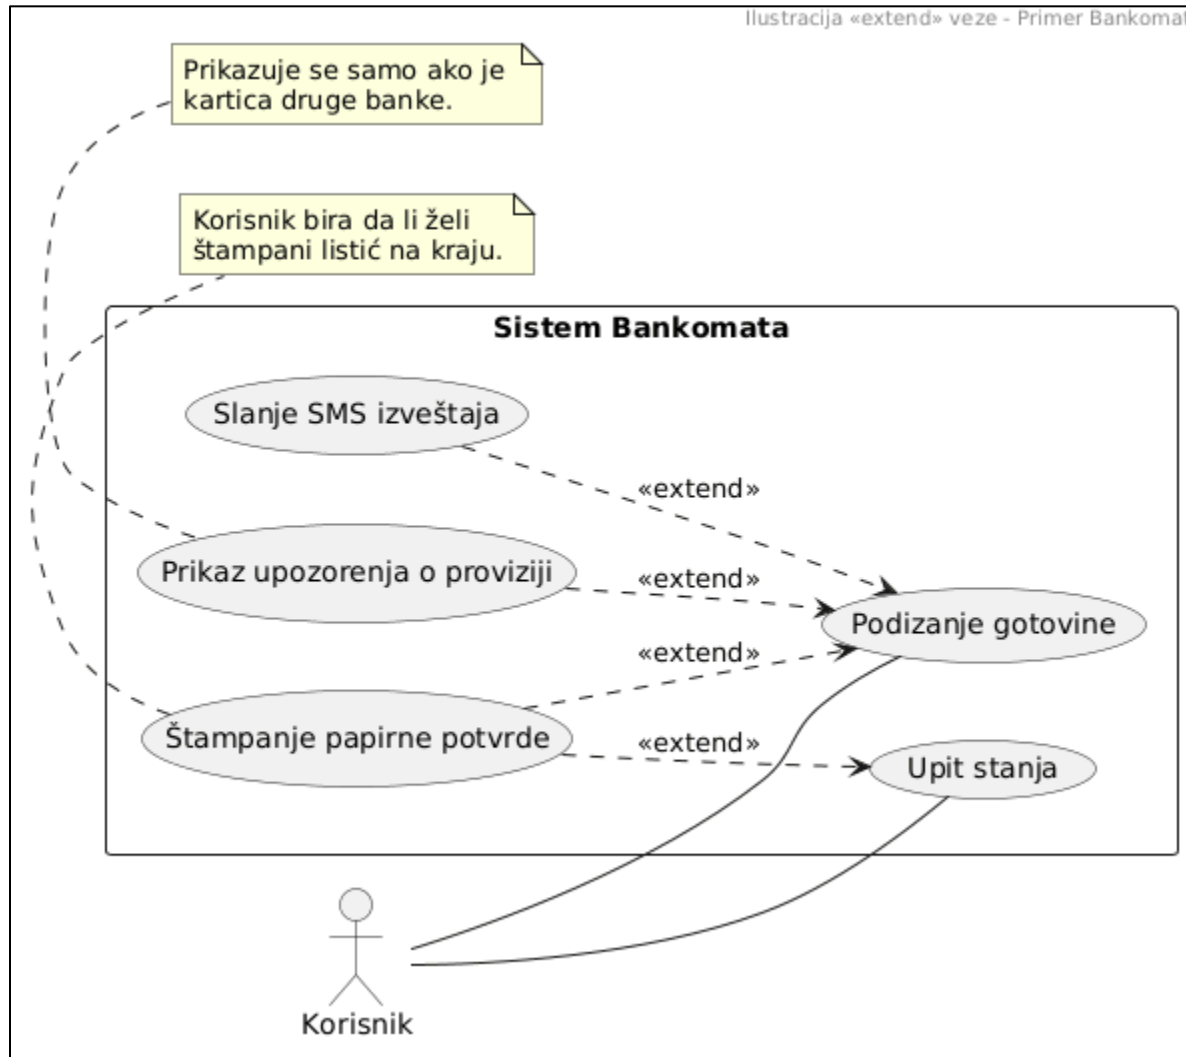 Ilustracija «extend» veze - Primer Bankomat
Prikazuje se samo ako je
kartica druge banke.
Korisnik bira da li želi
štampani listić na kraju.
Sistem Bankomata
Slanje SMS izveštaja
«extend»
Prikaz upozorenja o proviziji
«extend»
Podizanje gotovine
«extend»
Štampanje papirne potvrde
«extend»
Upit stanja
Korisnik